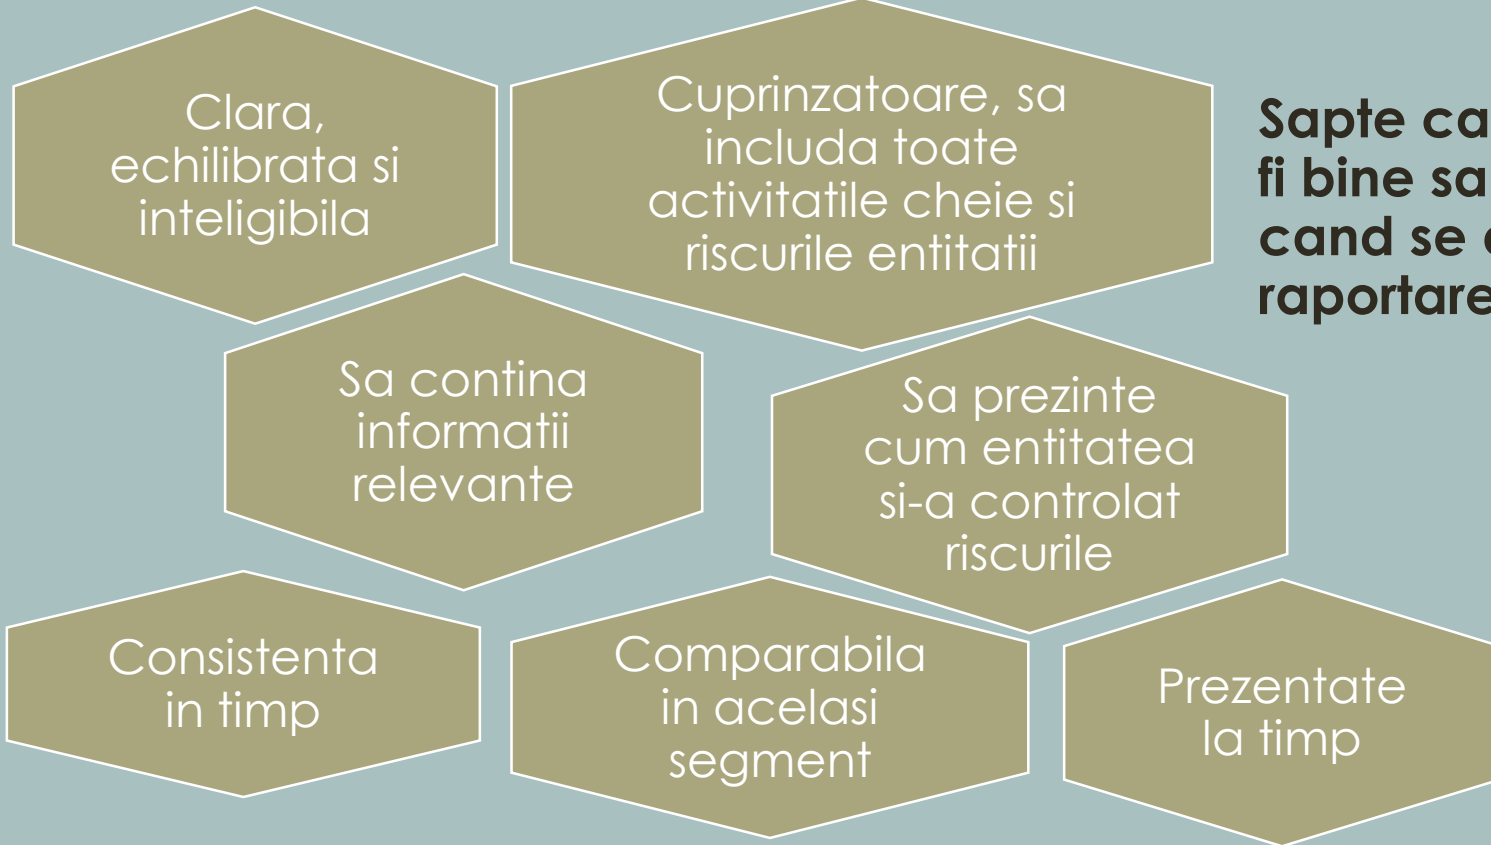 Clara,
echilibrata si
inteligibila
Cuprinzatoare, sa
includa toate
activitatile cheie si
riscurile entitatii
Sapte
fi bine sa
cand se
raportare
Sa contina
informatii
relevante
Sa prezinte
cum entitatea
si-a controlat
riscurile
Consistenta
in timp
Comparabila
in acelasi
segment
Prezentate
la timp